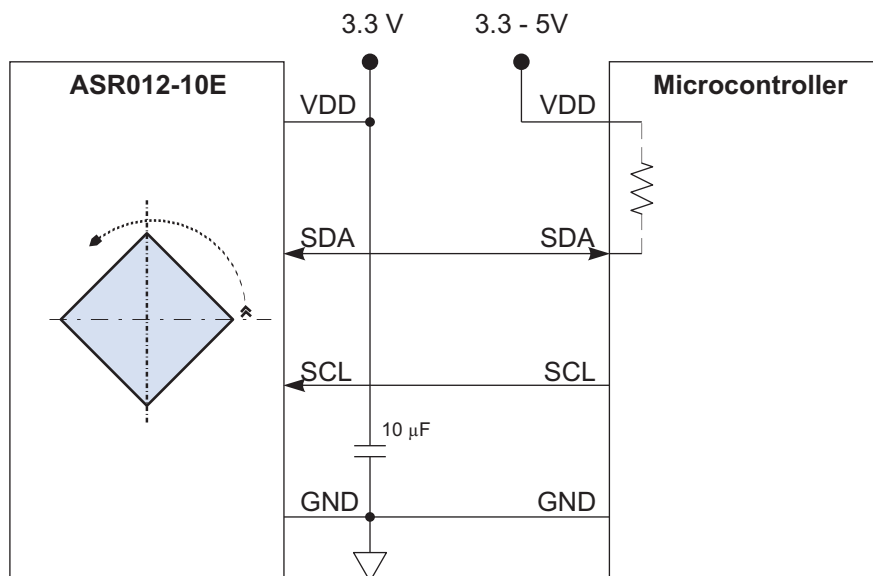 3.3 V
3.3 - 5V
ASR012-10E
Microcontroller
VDD
VDD
SDA
SDA
SCL
SCL
10 μF
GND
GND